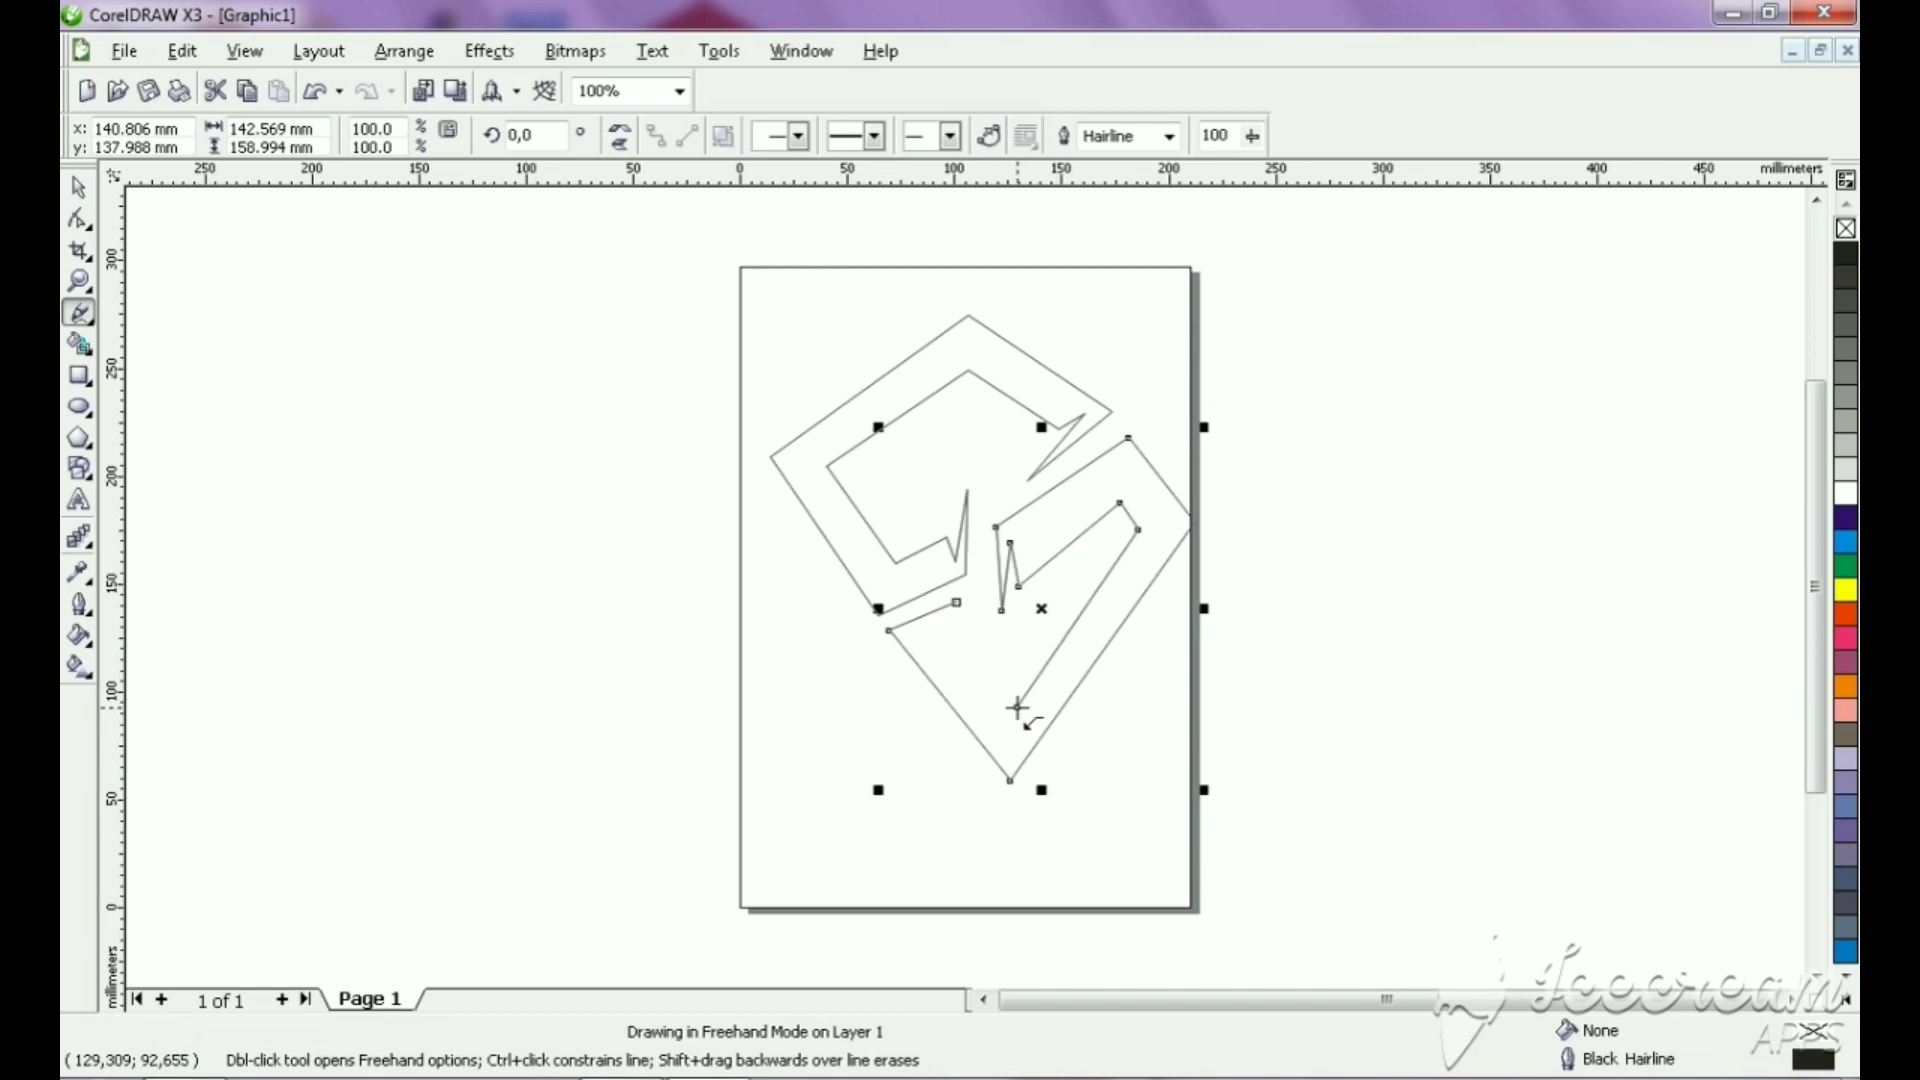 CorelDRAW X3 - [Graphic1]
File Edit View Layout Arrange Effects Bitmaps Text Tools Window Help
100%
x: 140.806 mm 142.569 mm 100.0 % 0,0 ° Hairline 100
y: 137.988 mm 158.994 mm 100.0 %
250 200 150 100 50 0 50 100 150 200 250 300 350 400 450 millimeters
300
250
200
150
100
50
0
millimeters
1 of 1 Page 1
Drawing in Freehand Mode on Layer 1
( 129,309; 92,655 ) Dbl-click tool opens Freehand options; Ctrl+click constrains line; Shift+drag backwards over line erases
None
Black Hairline
Icecream
APPS